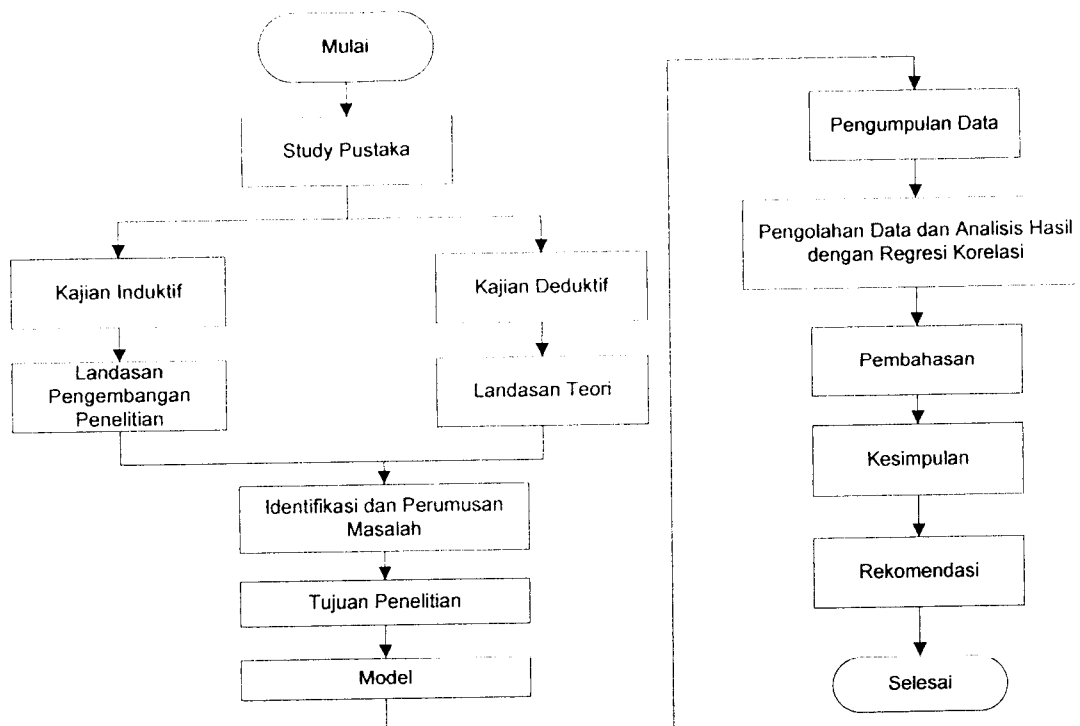 Mulai
Study Pustaka
Kajian Induktif
Kajian Deduktif
Landasan
Pengembangan
Penelitian
Landasan Teori
Identifikasi dan Perumusan
Masalah
Tujuan Penelitian
Model
Pengumpulan Data
Pengolahan Data dan Analisis Hasil
dengan Regresi Korelasi
Pembahasan
Kesimpulan
Rekomendasi
Selesai